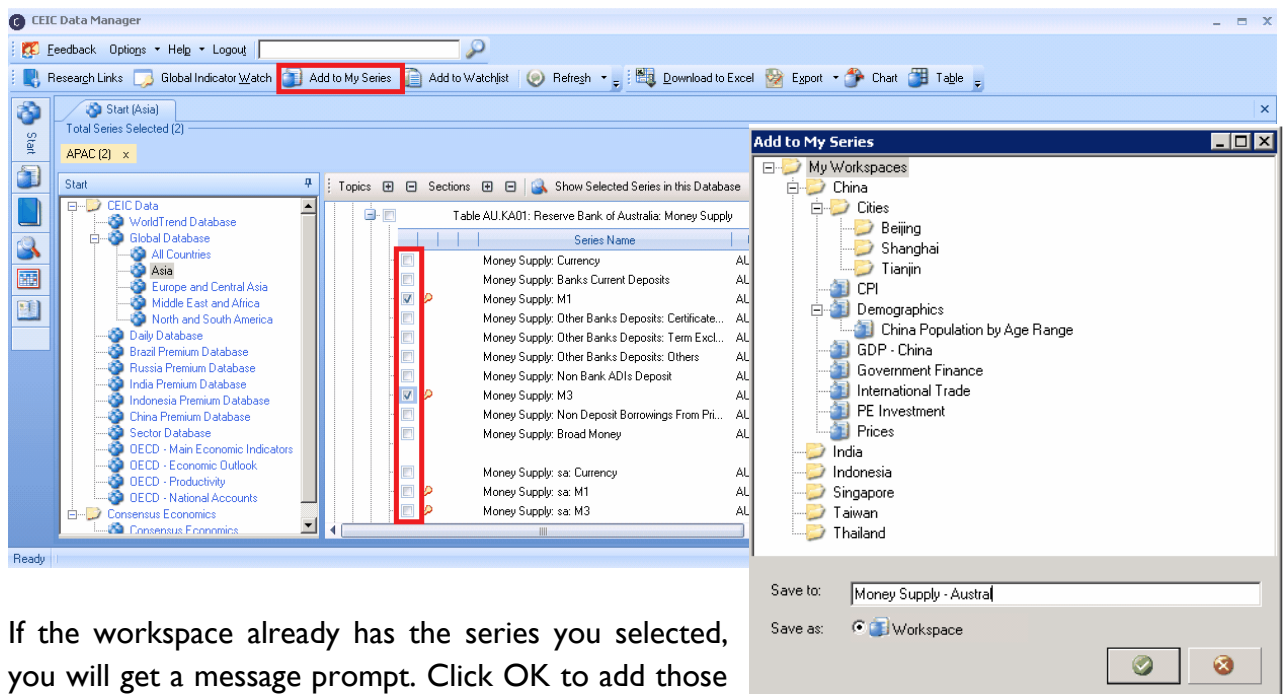 CEIC Data Manager
Feedback Options Help Logout
Research Links Global Indicator Watch Add to My Series Add to Watchlist Refresh Download to Excel Export Chart Table
Start
Start (Asia) x
Total Series Selected (2)
APAC (2) x
Start
CEIC Data
WorldTrend Database
Global Database
All Countries
Asia
Europe and Central Asia
Middle East and Africa
North and South America
Daily Database
Brazil Premium Database
Russia Premium Database
India Premium Database
Indonesia Premium Database
China Premium Database
Sector Database
OECD - Main Economic Indicators
OECD - Economic Outlook
OECD - Productivity
OECD - National Accounts
Consensus Economics
Consensus Economics
Topics Sections Show Selected Series in this Database
Table AU.KA01: Reserve Bank of Australia: Money Supply
Series Name
Money Supply: Currency AU
Money Supply: Banks Current Deposits AU
Money Supply: M1 AU
Money Supply: Other Banks Deposits: Certificate... AU
Money Supply: Other Banks Deposits: Term Excl... AU
Money Supply: Other Banks Deposits: Others AU
Money Supply: Non Bank ADIs Deposit AU
Money Supply: M3 AU
Money Supply: Non Deposit Borrowings From Pri... AU
Money Supply: Broad Money AU
Money Supply: sa: Currency AU
Money Supply: sa: M1 AU
Money Supply: sa: M3 AU
Ready
Add to My Series
My Workspaces
China
Cities
Beijing
Shanghai
Tianjin
CPI
Demographics
China Population by Age Range
GDP - China
Government Finance
International Trade
PE Investment
Prices
India
Indonesia
Singapore
Taiwan
Thailand
Save to: Money Supply - Austral
Save as: Workspace
If the workspace already has the series you selected,
you will get a message prompt. Click OK to add those